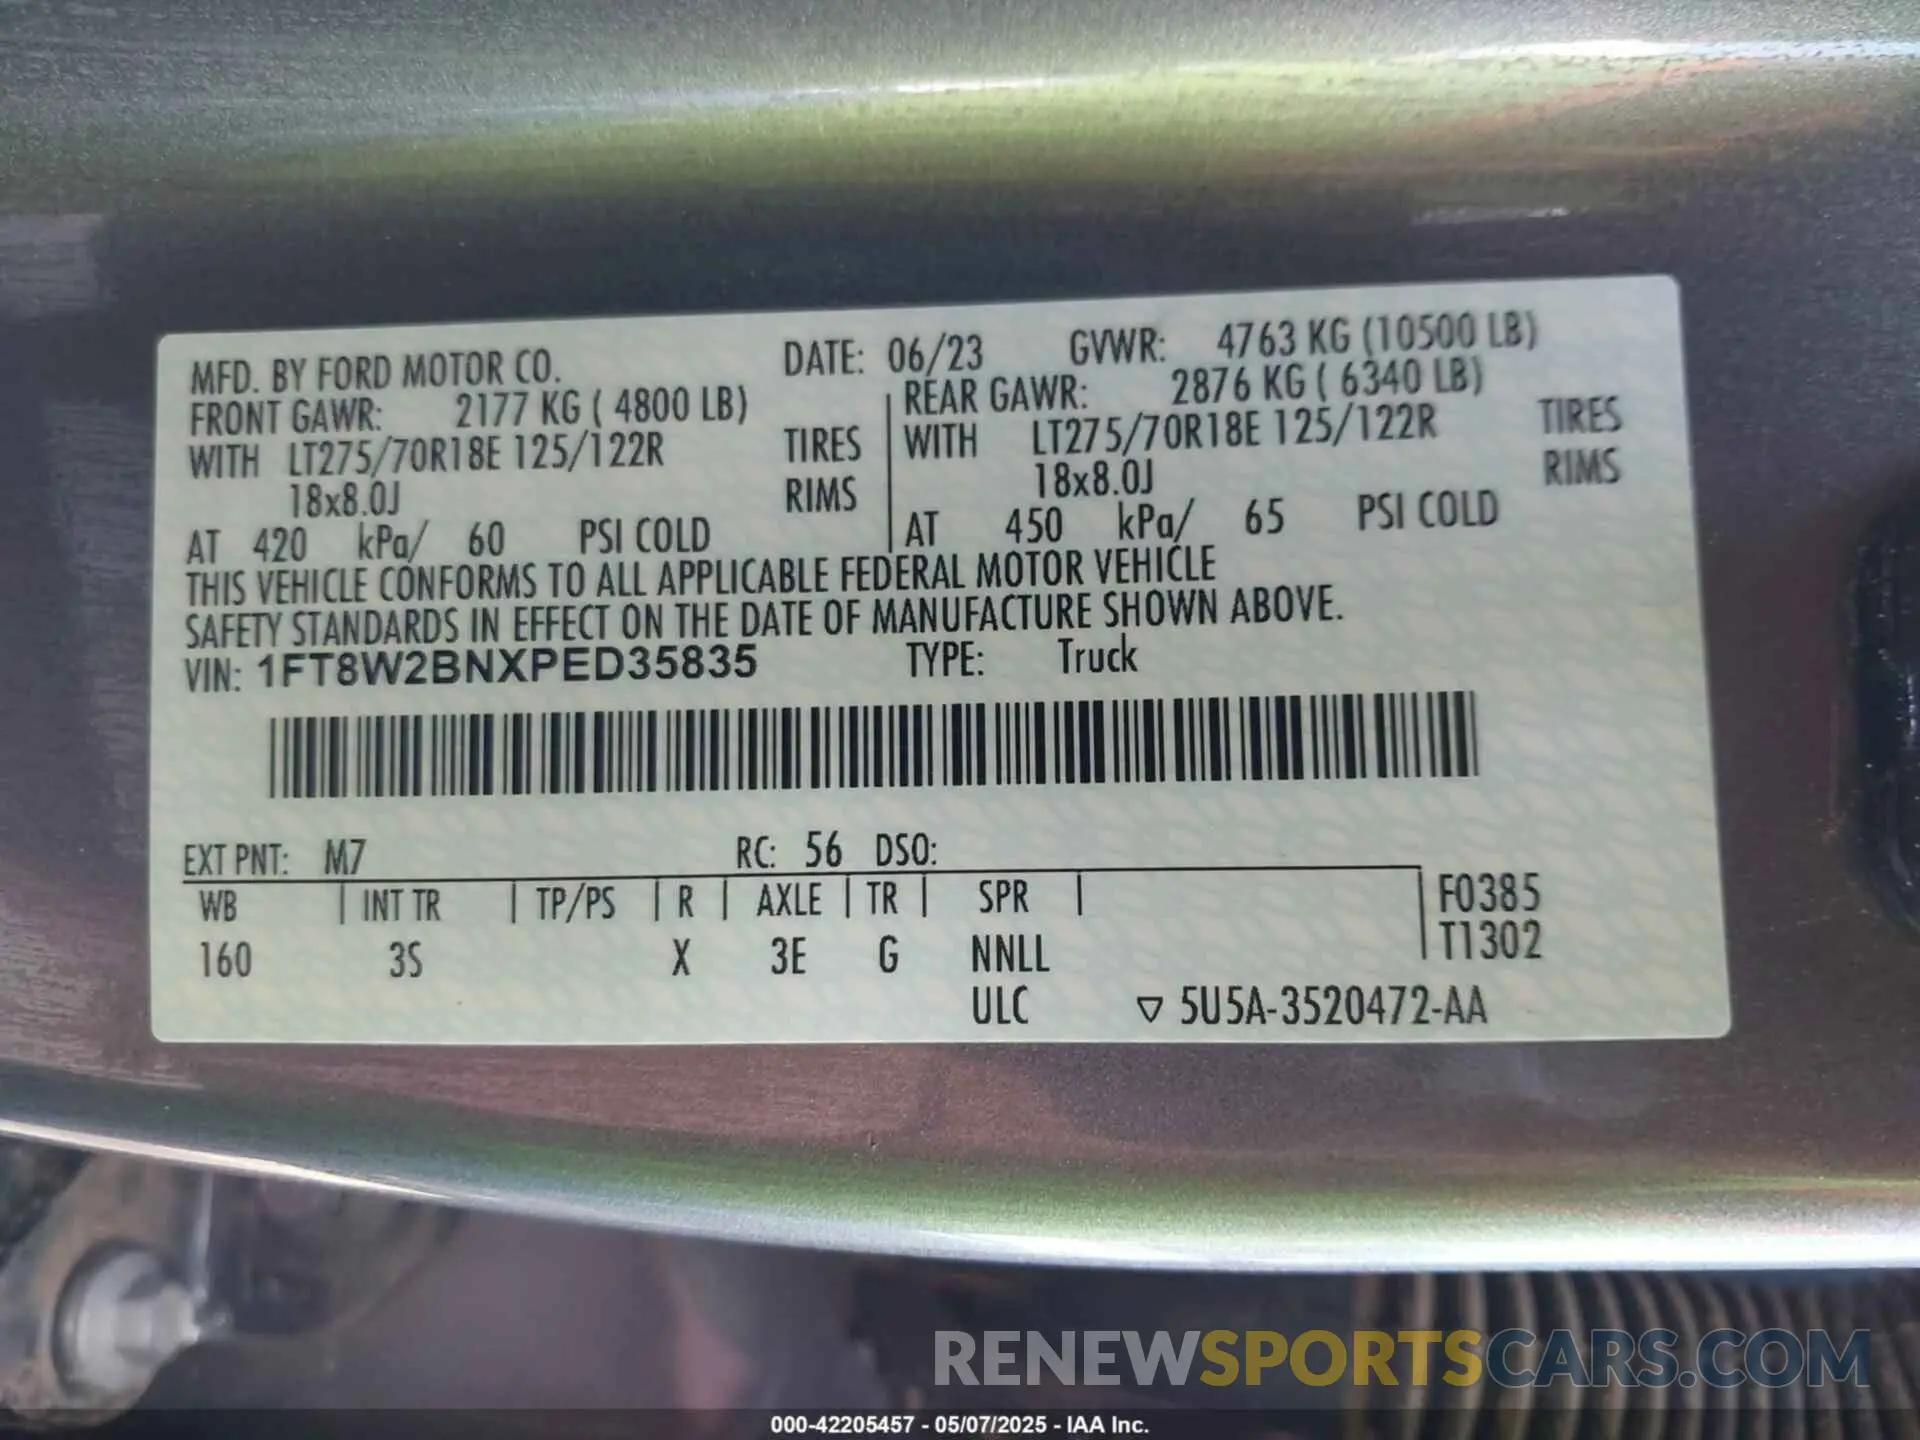 MFD. BY FORD MOTOR CO. DATE: 06/23 GVWR: 4763 KG (10500 LB)
FRONT GAWR: 2177 KG ( 4800 LB) REAR GAWR: 2876 KG ( 6340 LB)
WITH LT275/70R18E 125/122R TIRES WITH LT275/70R18E 125/122R TIRES
18x8.0J RIMS 18x8.0J RIMS
AT 420 kPa/ 60 PSI COLD AT 450 kPa/ 65 PSI COLD
THIS VEHICLE CONFORMS TO ALL APPLICABLE FEDERAL MOTOR VEHICLE
SAFETY STANDARDS IN EFFECT ON THE DATE OF MANUFACTURE SHOWN ABOVE.
VIN: 1FT8W2BNXPED35835 TYPE: Truck
EXT PNT: M7 RC: 56 DSO:
WB INT TR TP/PS R AXLE TR SPR F0385
160 3S X 3E G NNLL T1302
ULC ▽ 5U5A-3520472-AA
RENEWSPORTSCARS.COM
000-42205457 - 05/07/2025 - IAA Inc.